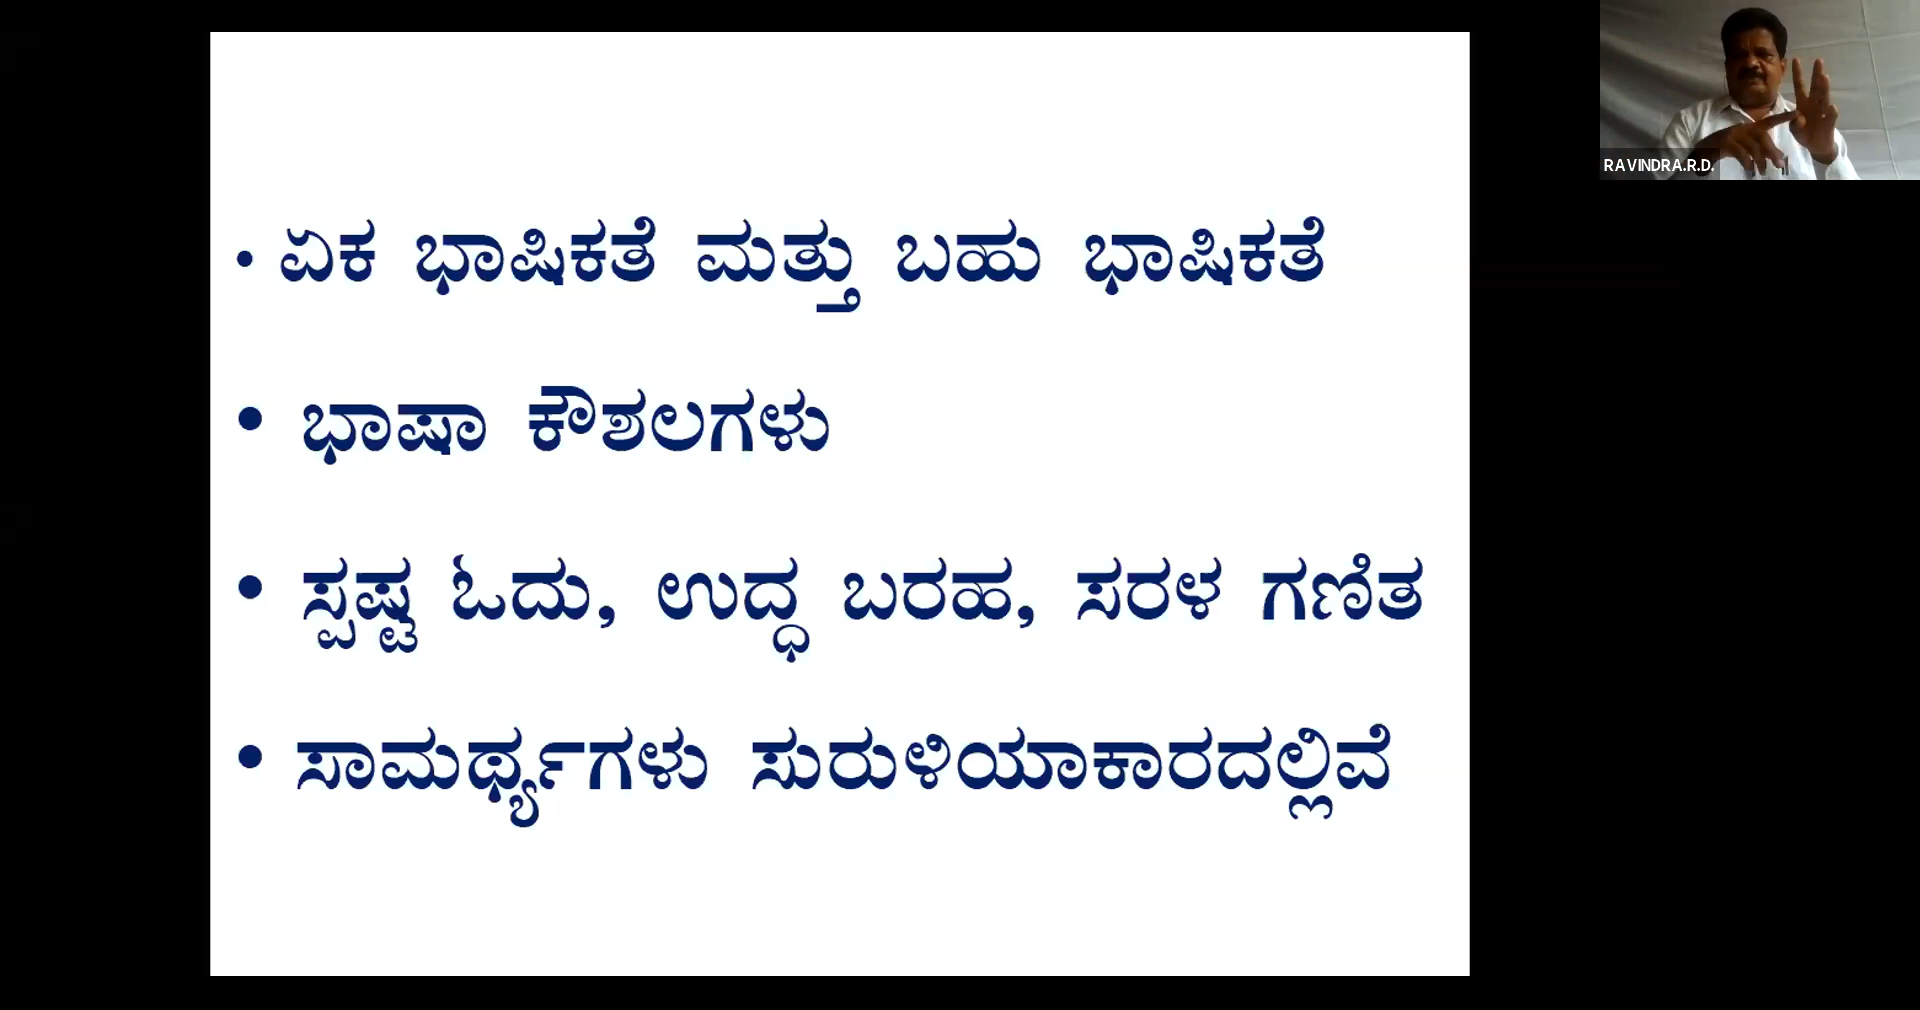 • ಏಕ ಭಾಷಿಕತೆ ಮತ್ತು ಬಹು ಭಾಷಿಕತೆ
• ಭಾಷಾ ಕೌಶಲಗಳು
• ಸ್ಪಷ್ಟ ಓದು, ಉದ್ಧ ಬರಹ, ಸರಳ ಗಣಿತ
• ಸಾಮರ್ಥ್ಯಗಳು ಸುರುಳಿಯಾಕಾರದಲ್ಲಿವೆ
RAVINDRA.R.D.